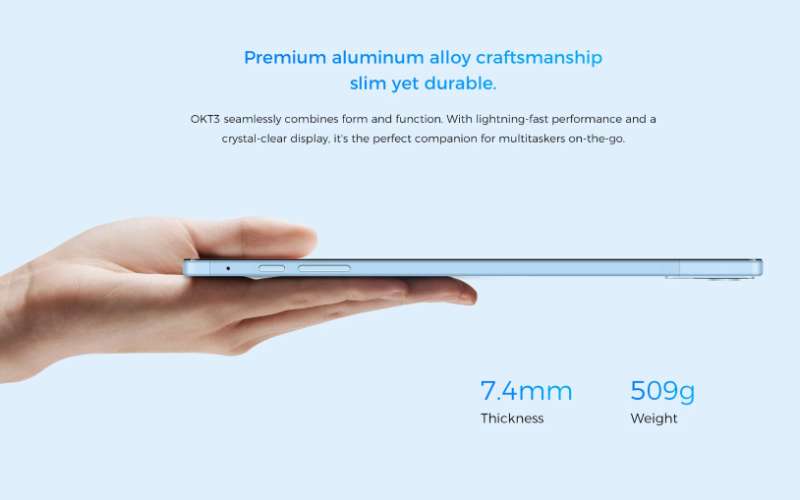 Premium aluminum alloy craftsmanship
slim yet durable.
OKT3 seamlessly combines form and function. With lightning-fast performance and a
crystal-clear display, it's the perfect companion for multitaskers on-the-go.
7.4mm 509g
Thickness Weight